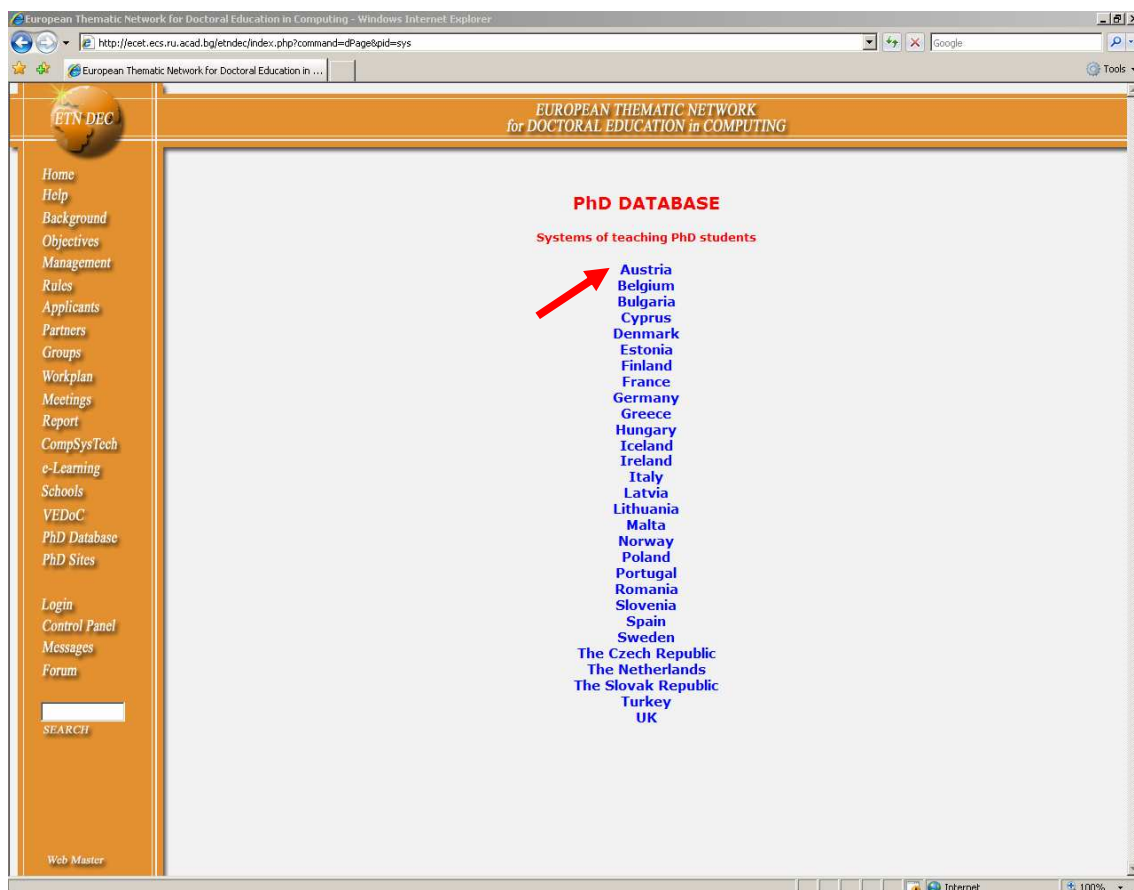 European Thematic Network for Doctoral Education in Computing - Windows Internet Explorer
http://ecet.ecs.ru.acad.bg/etndec/index.php?command=dPage&pid=sys
Google
European Thematic Network for Doctoral Education in ...
Tools
ETN DEC
EUROPEAN THEMATIC NETWORK
for DOCTORAL EDUCATION in COMPUTING
Home
Help
Background
Objectives
Management
Rules
Applicants
Partners
Groups
Workplan
Meetings
Report
CompSysTech
e-Learning
Schools
VEDoC
PhD Database
PhD Sites
Login
Control Panel
Messages
Forum
SEARCH
Web Master
PhD DATABASE
Systems of teaching PhD students
Austria
Belgium
Bulgaria
Cyprus
Denmark
Estonia
Finland
France
Germany
Greece
Hungary
Iceland
Ireland
Italy
Latvia
Lithuania
Malta
Norway
Poland
Portugal
Romania
Slovenia
Spain
Sweden
The Czech Republic
The Netherlands
The Slovak Republic
Turkey
UK
Internet
100%